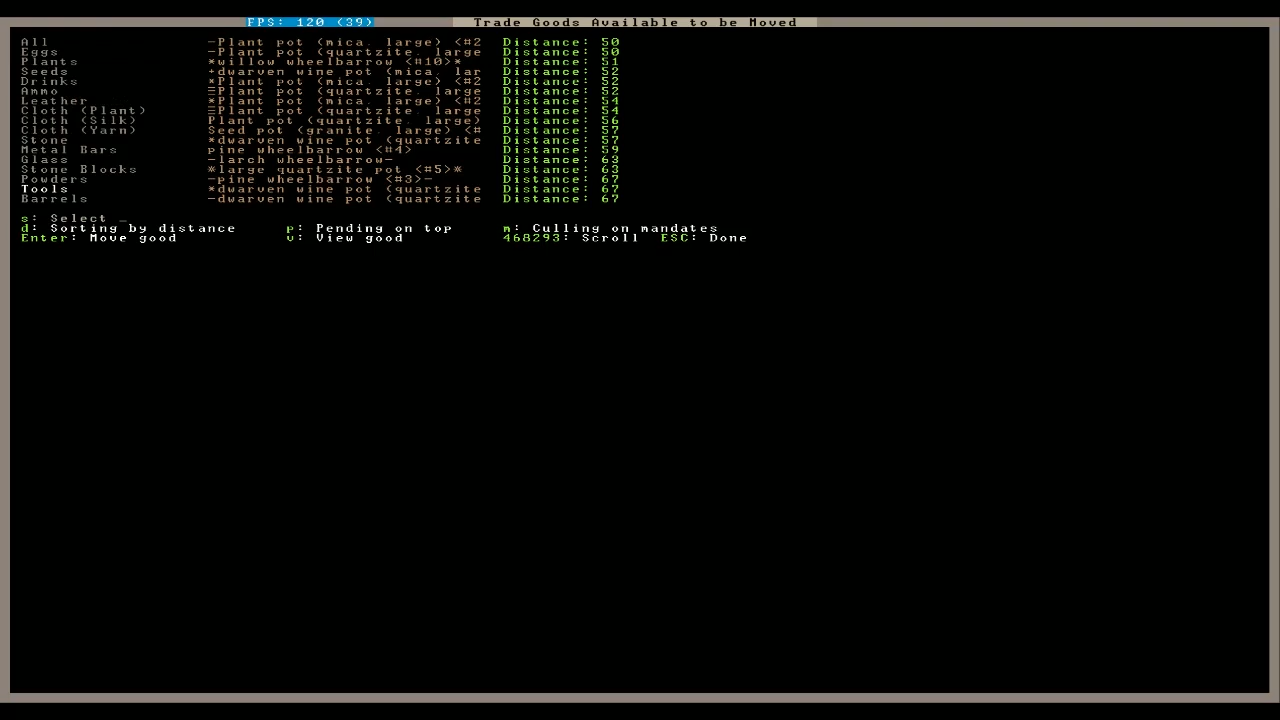 FPS: 120 (39) Trade Goods Available to be Moved
All -Plant pot (mica, large) <#2 Distance: 50
Eggs -Plant pot (quartzite, large Distance: 50
Plants *willow wheelbarrow <#10>* Distance: 51
Seeds +dwarven wine pot (mica, lar Distance: 52
Drinks *Plant pot (mica, large) <#2 Distance: 52
Ammo ≡Plant pot (quartzite, large Distance: 52
Leather *Plant pot (mica, large) <#2 Distance: 54
Cloth (Plant) ≡Plant pot (quartzite, large Distance: 54
Cloth (Silk) Plant pot (quartzite, large) Distance: 56
Cloth (Yarn) Seed pot (granite, large) <# Distance: 57
Stone *dwarven wine pot (quartzite Distance: 57
Metal Bars pine wheelbarrow <#4> Distance: 59
Glass -larch wheelbarrow- Distance: 63
Stone Blocks *large quartzite pot <#5>* Distance: 63
Powders -pine wheelbarrow <#3>- Distance: 67
Tools *dwarven wine pot (quartzite Distance: 67
Barrels -dwarven wine pot (quartzite Distance: 67
s: Select _
d: Sorting by distance p: Pending on top m: Culling on mandates
Enter: Move good v: View good 468293: Scroll ESC: Done